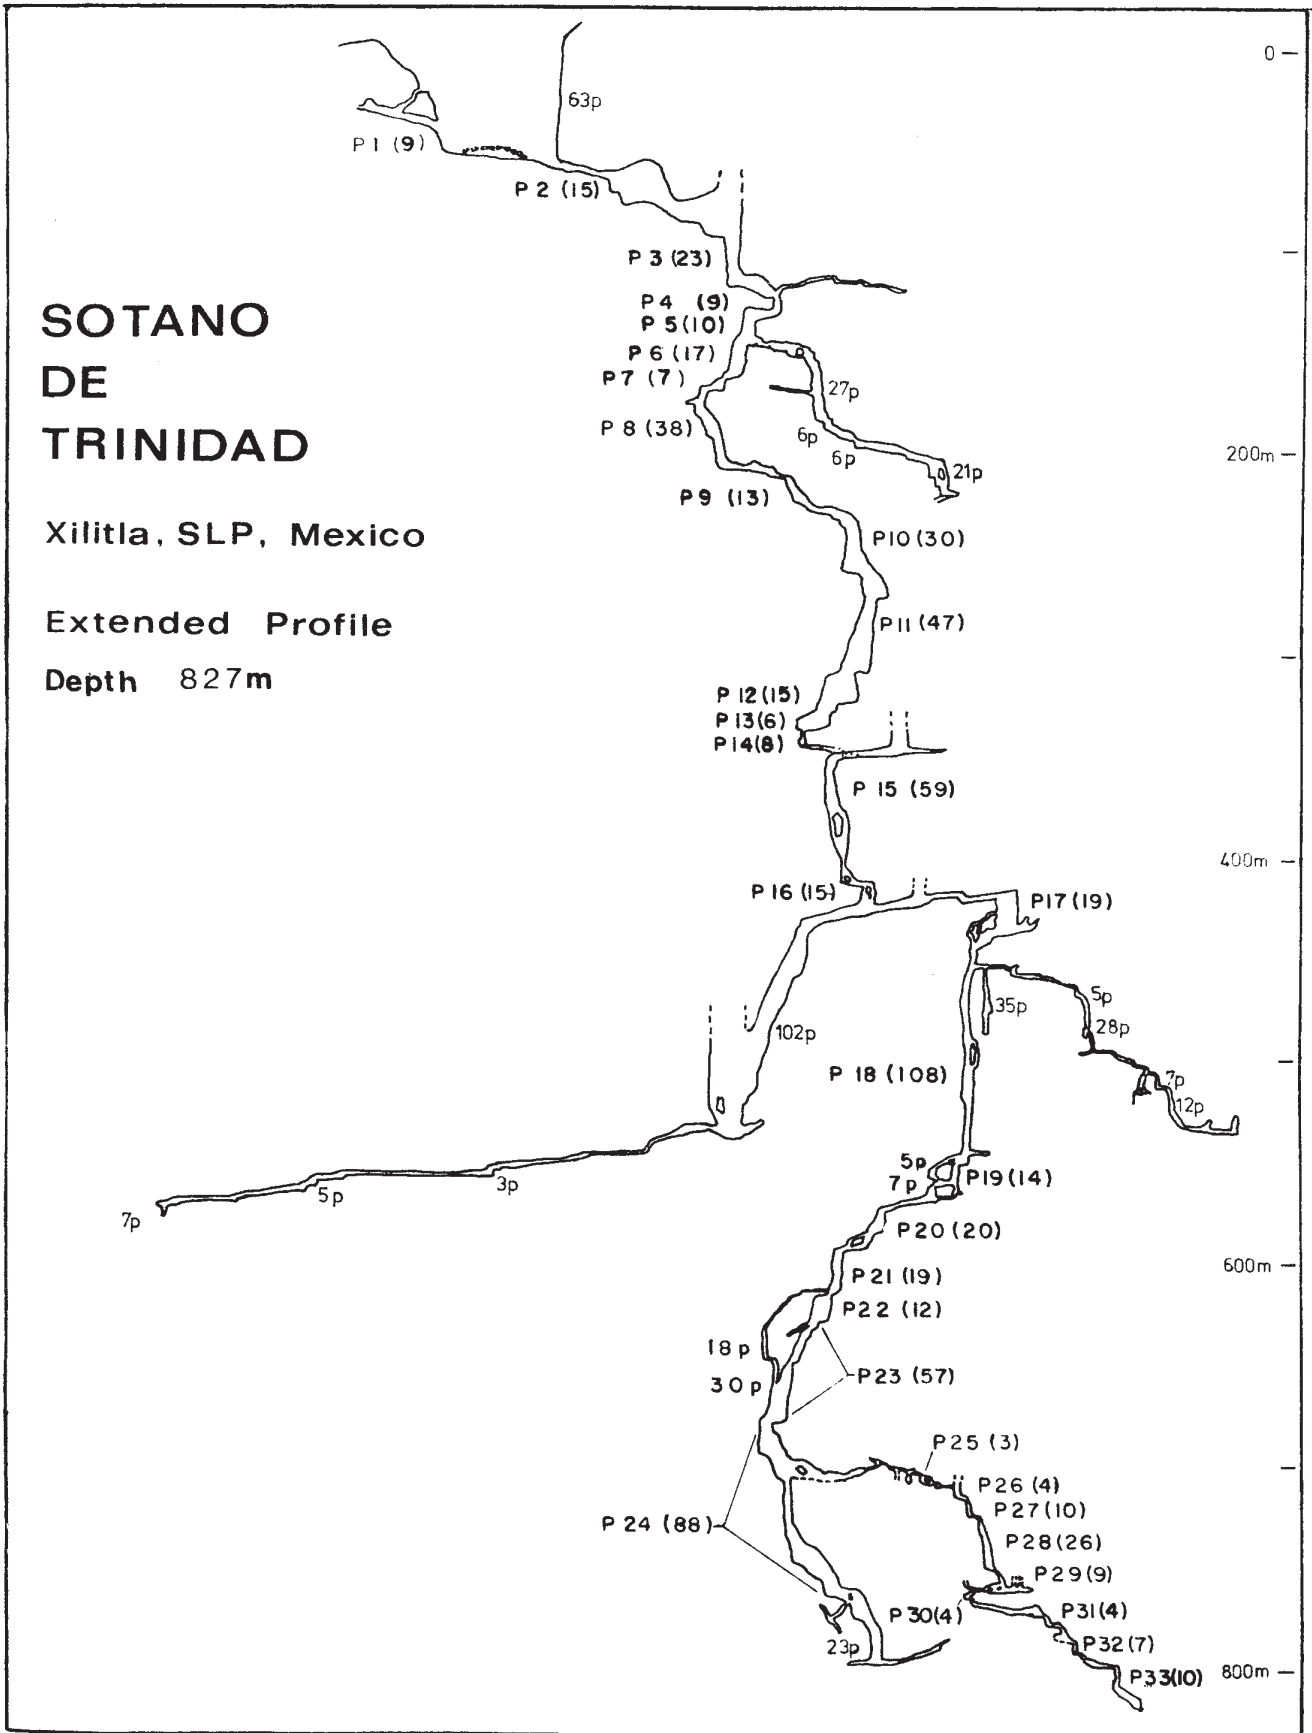 0
63p
P 1 (9)
P 2 (15)
P 3 (23)
P 4 (9)
P 5 (10)
P 6 (17)
P 7 (7)
27p
P 8 (38)
6p
6p
200m
21p
P 9 (13)
P10 (30)
SOTANO
DE
TRINIDAD
Xilitla, SLP, Mexico
Extended Profile
Depth 827m
P11 (47)
P 12 (15)
P 13 (6)
P14 (8)
P 15 (59)
400m
P 16 (15)
P17 (19)
5p
35p
28p
102p
P 18 (108)
7p
12p
5p
7p
P19 (14)
3p
5p
7p
P20 (20)
600m
P21 (19)
P22 (12)
18p
30p
P23 (57)
P25 (3)
P26 (4)
P27 (10)
P 24 (88)
P28 (26)
P29 (9)
P30 (4)
P31 (4)
P32 (7)
23p
P33 (10)
800m